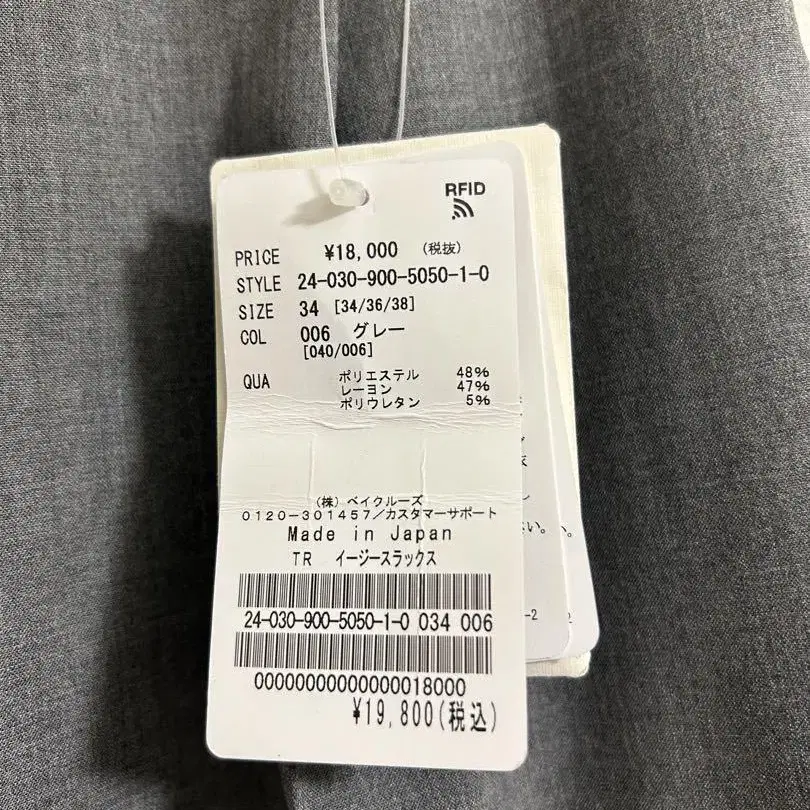 RFID
PRICE ¥18,000 (税抜)
STYLE 24-030-900-5050-1-0
SIZE 34 [34/36/38]
COL 006 グレー
[040/006]
QUA ポリエステル 48%
レーヨン 47%
ポリウレタン 5%
(株) ベイクルーズ
0120-301457/カスタマーサポート
Made in Japan
TR イージースラックス
24-030-900-5050-1-0 034 006
00000000000000018000
¥19,800(税込)
い。
-2
2